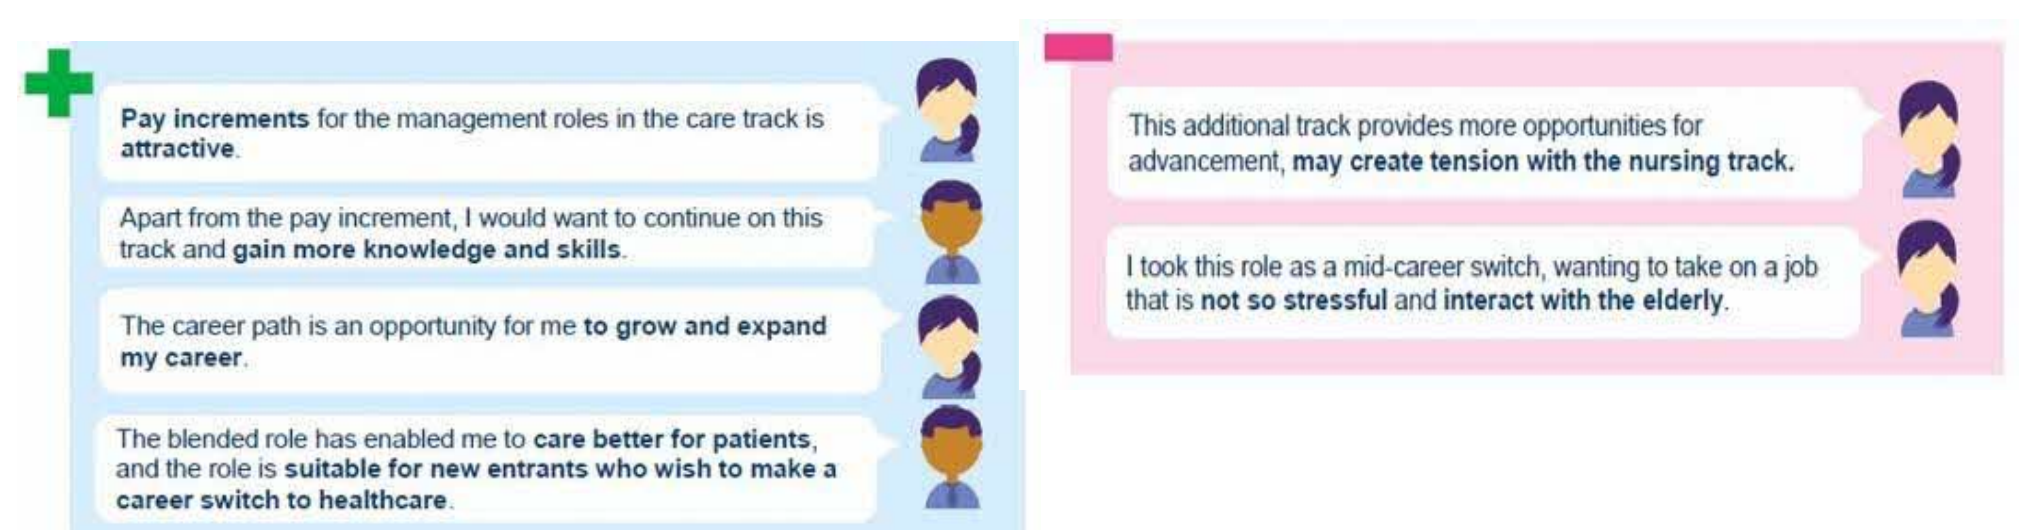 Pay increments for the management roles in the care track is
attractive.
Apart from the pay increment, I would want to continue on this
track and gain more knowledge and skills.
The career path is an opportunity for me to grow and expand
my career.
The blended role has enabled me to care better for patients,
and the role is suitable for new entrants who wish to make a
career switch to healthcare.
This additional track provides more opportunities for
advancement, may create tension with the nursing track.
I took this role as a mid-career switch, wanting to take on a job
that is not so stressful and interact with the elderly.